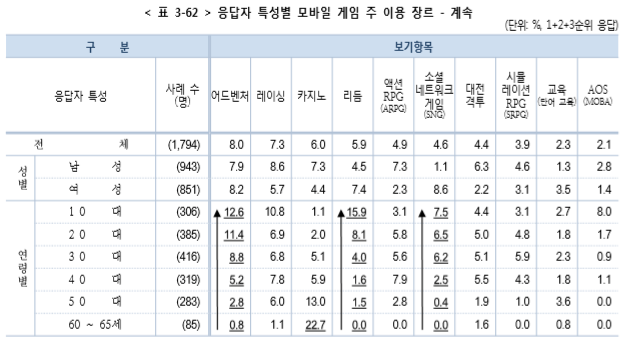 < 표 3-62 > 응답자 특성별 모바일 게임 주 이용 장르 - 계속
(단위: %, 1+2+3순위 응답)
구 분 보기항목
응답자 특성 사례 수 (명) 어드벤처 레이싱 카지노 리듬 액션 RPG (ARPG) 소셜 네트워크 게임 (SNG) 대전 격투 시뮬 레이션 RPG (SRPG) 교육 (단어 교육) AOS (MOBA)
전 체 (1,794) 8.0 7.3 6.0 5.9 4.9 4.6 4.4 3.9 2.3 2.1
성별 남 성 (943) 7.9 8.6 7.3 4.5 7.3 1.1 6.3 4.6 1.3 2.8
여 성 (851) 8.2 5.7 4.4 7.4 2.3 8.6 2.2 3.1 3.5 1.4
연령별 10 대 (306) 12.6 10.8 1.1 15.9 3.1 7.5 4.4 3.1 2.7 8.0
20 대 (385) 11.4 6.9 2.0 8.1 5.8 6.5 5.0 4.8 1.8 1.7
30 대 (416) 8.8 6.8 5.1 4.0 5.6 6.2 5.1 5.9 2.3 0.9
40 대 (319) 5.2 7.8 5.9 1.6 7.9 2.5 5.5 4.3 1.8 1.1
50 대 (283) 2.8 6.0 13.0 1.5 2.8 0.4 1.9 1.0 3.6 0.0
60 ~ 65세 (85) 0.8 1.1 22.7 0.0 0.0 0.0 1.6 0.0 0.8 0.0